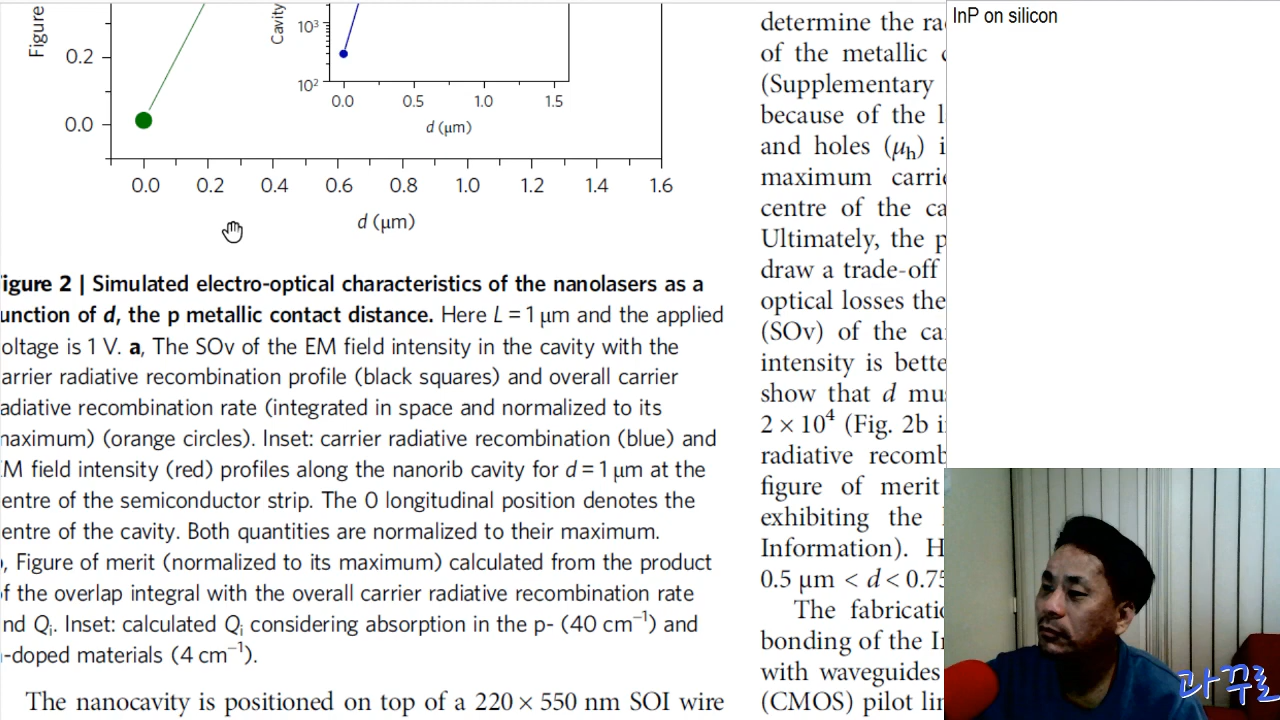 Figure
0.2
0.0
Cavity
10³
10²
0.0 0.5 1.0 1.5
d (μm)
0.0 0.2 0.4 0.6 0.8 1.0 1.2 1.4 1.6
d (μm)
igure 2 | Simulated electro-optical characteristics of the nanolasers as a
unction of d, the p metallic contact distance. Here L = 1 μm and the applied
oltage is 1 V. a, The SOv of the EM field intensity in the cavity with the
arrier radiative recombination profile (black squares) and overall carrier
adiative recombination rate (integrated in space and normalized to its
naximum) (orange circles). Inset: carrier radiative recombination (blue) and
M field intensity (red) profiles along the nanorib cavity for d = 1 μm at the
entre of the semiconductor strip. The 0 longitudinal position denotes the
entre of the cavity. Both quantities are normalized to their maximum.
, Figure of merit (normalized to its maximum) calculated from the product
f the overlap integral with the overall carrier radiative recombination rate
nd Qi. Inset: calculated Qi considering absorption in the p- (40 cm⁻¹) and
-doped materials (4 cm⁻¹).
The nanocavity is positioned on top of a 220 × 550 nm SOI wire
determine the ra
of the metallic
(Supplementary
because of the l
and holes (μh) i
maximum carrie
centre of the ca
Ultimately, the p
draw a trade-off
optical losses the
(SOv) of the ca
intensity is bette
show that d mu
2 × 10⁴ (Fig. 2b i
radiative recomb
figure of merit
exhibiting the
Information). H
0.5 μm < d < 0.75
The fabricatio
bonding of the In
with waveguides
(CMOS) pilot lin
InP on silicon
과꾸로